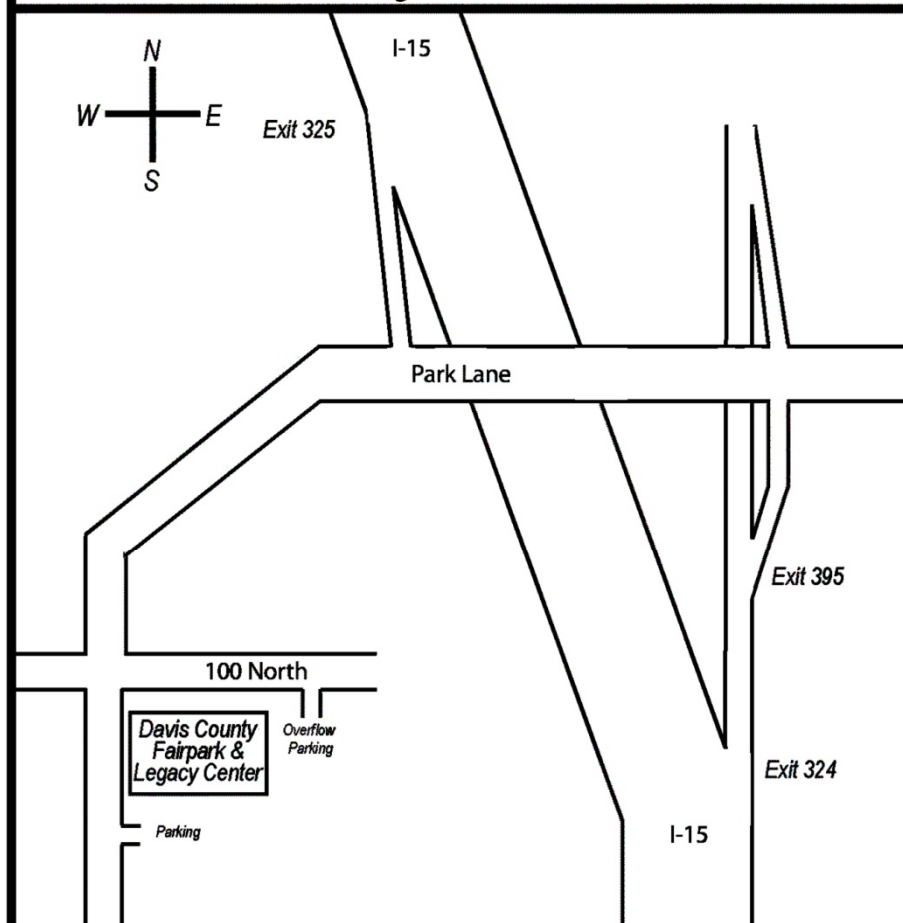 I-15
N
W
E
Exit 325
S
Park Lane
Exit 395
100 North
Davis County
Fairpark &
Legacy Center
Overflow
Parking
Exit 324
Parking
I-15